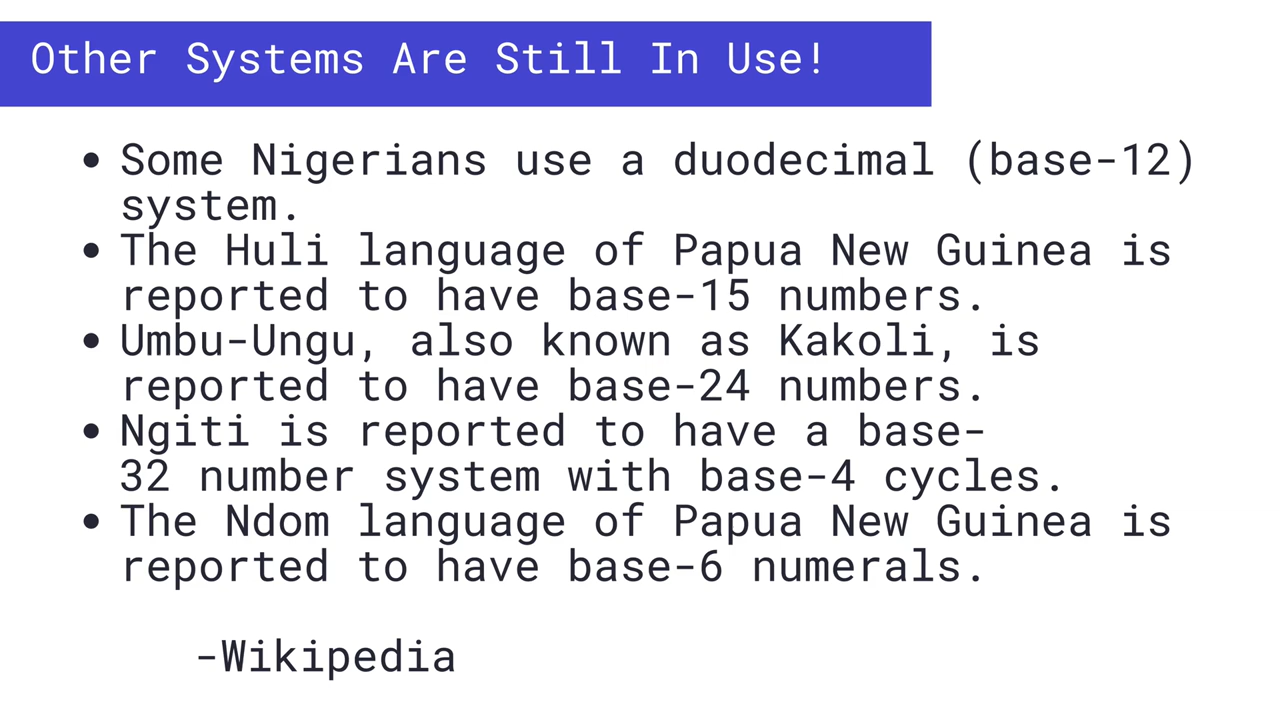 Other Systems Are Still In Use!
• Some Nigerians use a duodecimal (base-12)
system.
• The Huli language of Papua New Guinea is
reported to have base-15 numbers.
• Umbu-Ungu, also known as Kakoli, is
reported to have base-24 numbers.
• Ngiti is reported to have a base-
32 number system with base-4 cycles.
• The Ndom language of Papua New Guinea is
reported to have base-6 numerals.
-Wikipedia